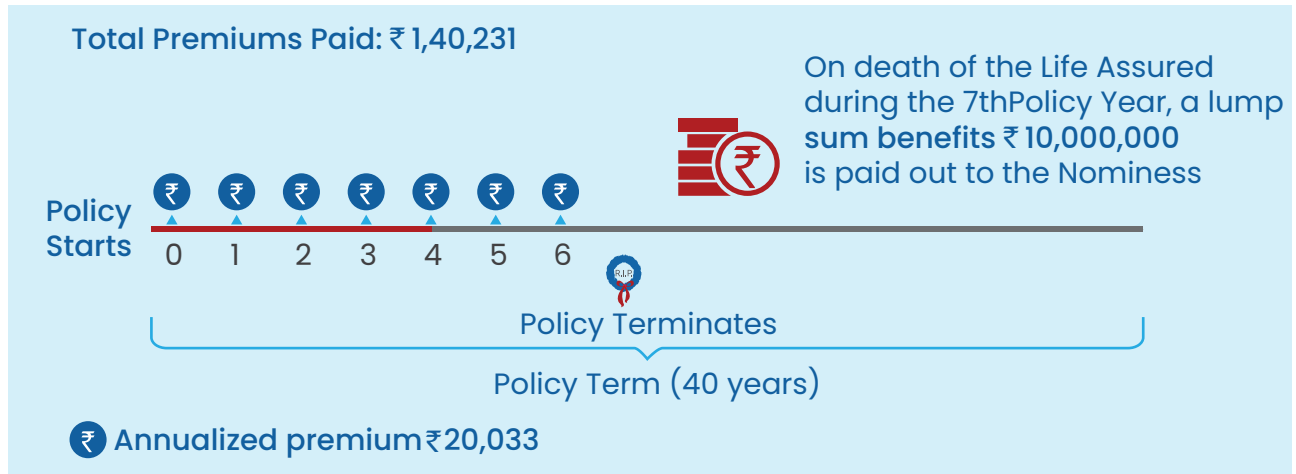 Total Premiums Paid: ₹ 1,40,231
On death of the Life Assured
during the 7thPolicy Year, a lump
sum benefits ₹ 10,000,000
is paid out to the Nominess
₹
₹ ₹ ₹ ₹ ₹ ₹ ₹
Policy
Starts
0 1 2 3 4 5 6
R.I.P.
Policy Terminates
Policy Term (40 years)
₹ Annualized premium ₹20,033